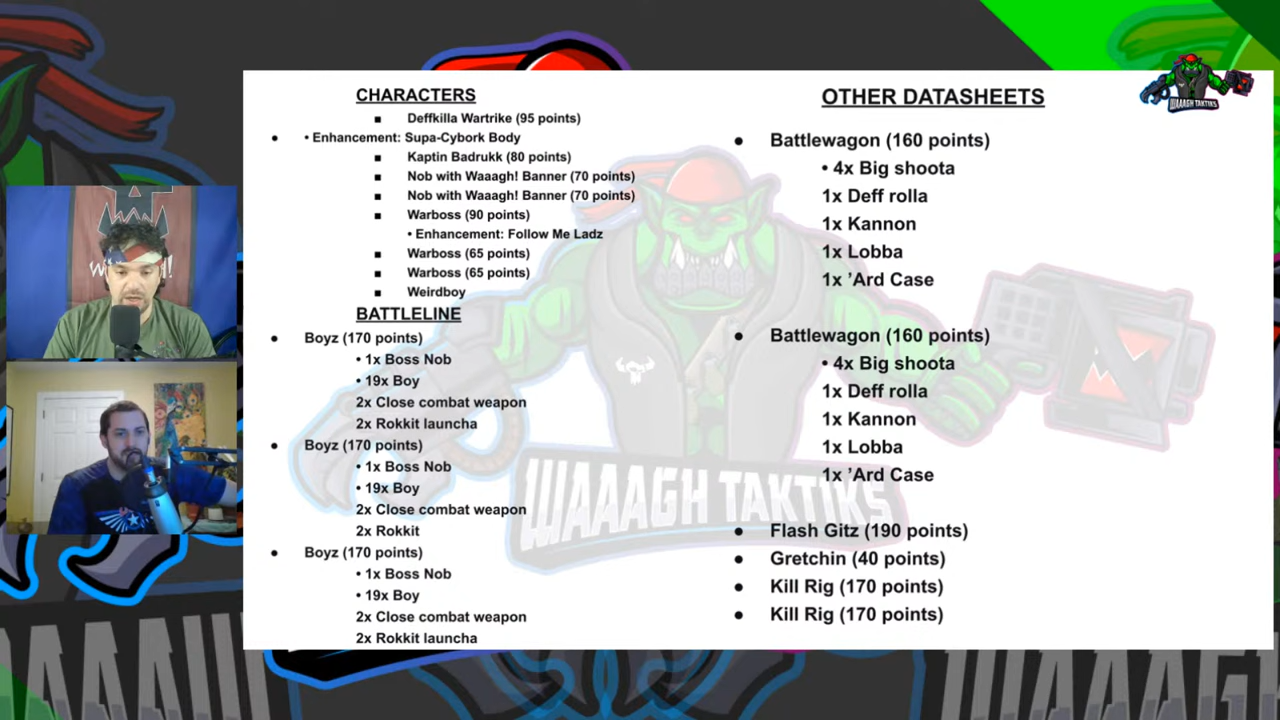 CHARACTERS
■ Deffkilla Wartrike (95 points)
● • Enhancement: Supa-Cybork Body
■ Kaptin Badrukk (80 points)
■ Nob with Waaagh! Banner (70 points)
■ Nob with Waaagh! Banner (70 points)
■ Warboss (90 points)
• Enhancement: Follow Me Ladz
■ Warboss (65 points)
■ Warboss (65 points)
■ Weirdboy
BATTLELINE
● Boyz (170 points)
• 1x Boss Nob
• 19x Boy
2x Close combat weapon
2x Rokkit launcha
● Boyz (170 points)
• 1x Boss Nob
• 19x Boy
2x Close combat weapon
2x Rokkit
● Boyz (170 points)
• 1x Boss Nob
• 19x Boy
2x Close combat weapon
2x Rokkit launcha
OTHER DATASHEETS
● Battlewagon (160 points)
• 4x Big shoota
1x Deff rolla
1x Kannon
1x Lobba
1x ’Ard Case
● Battlewagon (160 points)
• 4x Big shoota
1x Deff rolla
1x Kannon
1x Lobba
1x ’Ard Case
● Flash Gitz (190 points)
● Gretchin (40 points)
● Kill Rig (170 points)
● Kill Rig (170 points)
WAAAGH TAKTIKS
WAAAGH TAKTIKS